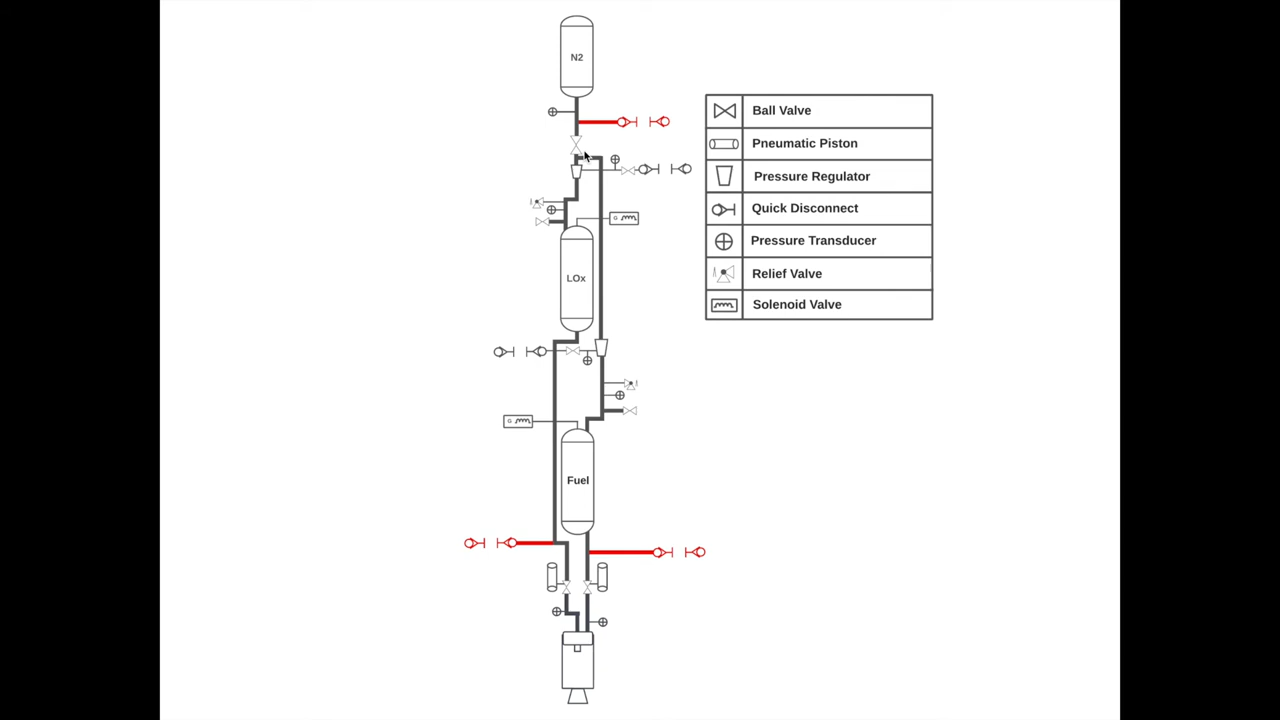 N2
Ball Valve
Pneumatic Piston
Pressure Regulator
Quick Disconnect
Pressure Transducer
Relief Valve
Solenoid Valve
G
LOx
G
Fuel